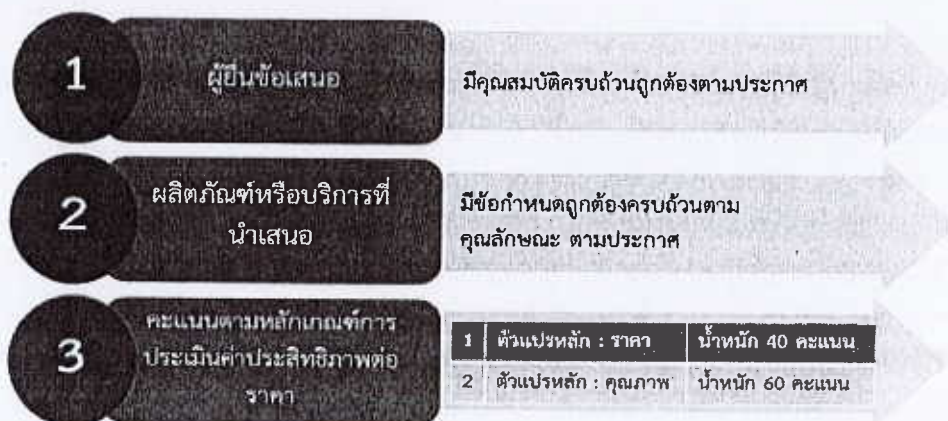 1
ผู้ยื่นข้อเสนอ
มีคุณสมบัติครบถ้วนถูกต้องตามประกาศ
2
ผลิตภัณฑ์หรือบริการที่
นำเสนอ
มีข้อกำหนดถูกต้องครบถ้วนตาม
คุณลักษณะ ตามประกาศ
3
คะแนนตามหลักเกณฑ์การ
ประเมินค่าประสิทธิภาพต่อ
ราคา
1 ตัวแปรหลัก : ราคา น้ำหนัก 40 คะแนน
2 ตัวแปรหลัก : คุณภาพ น้ำหนัก 60 คะแนน